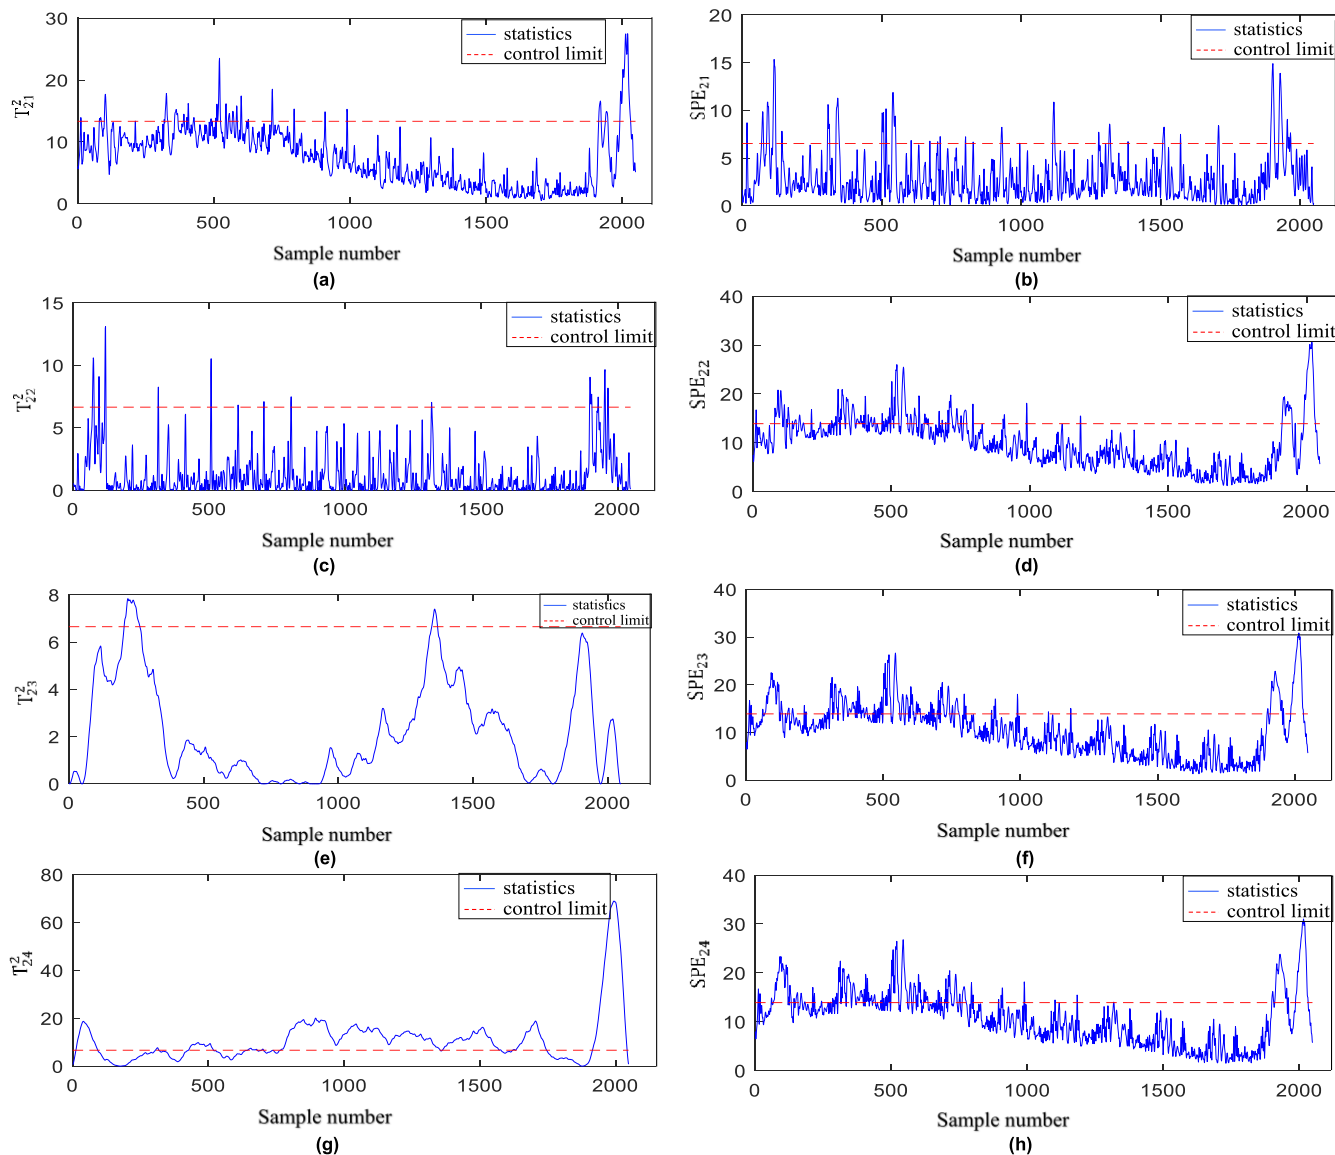 30
20
10
0
T²₂₁
statistics
control limit
0
500
1000
1500
2000
Sample number
(a)
20
15
10
5
0
SPE₂₁
statistics
control limit
0
500
1000
1500
2000
Sample number
(b)
15
10
5
0
T²₂₂
statistics
control limit
0
500
1000
1500
2000
Sample number
(c)
40
30
20
10
0
SPE₂₂
statistics
control limit
0
500
1000
1500
2000
Sample number
(d)
8
6
4
2
0
T²₂₃
statistics
control limit
0
500
1000
1500
2000
Sample number
(e)
40
30
20
10
0
SPE₂₃
statistics
control limit
0
500
1000
1500
2000
Sample number
(f)
80
60
40
20
0
T²₂₄
statistics
control limit
0
500
1000
1500
2000
Sample number
(g)
40
30
20
10
0
SPE₂₄
statistics
control limit
0
500
1000
1500
2000
Sample number
(h)